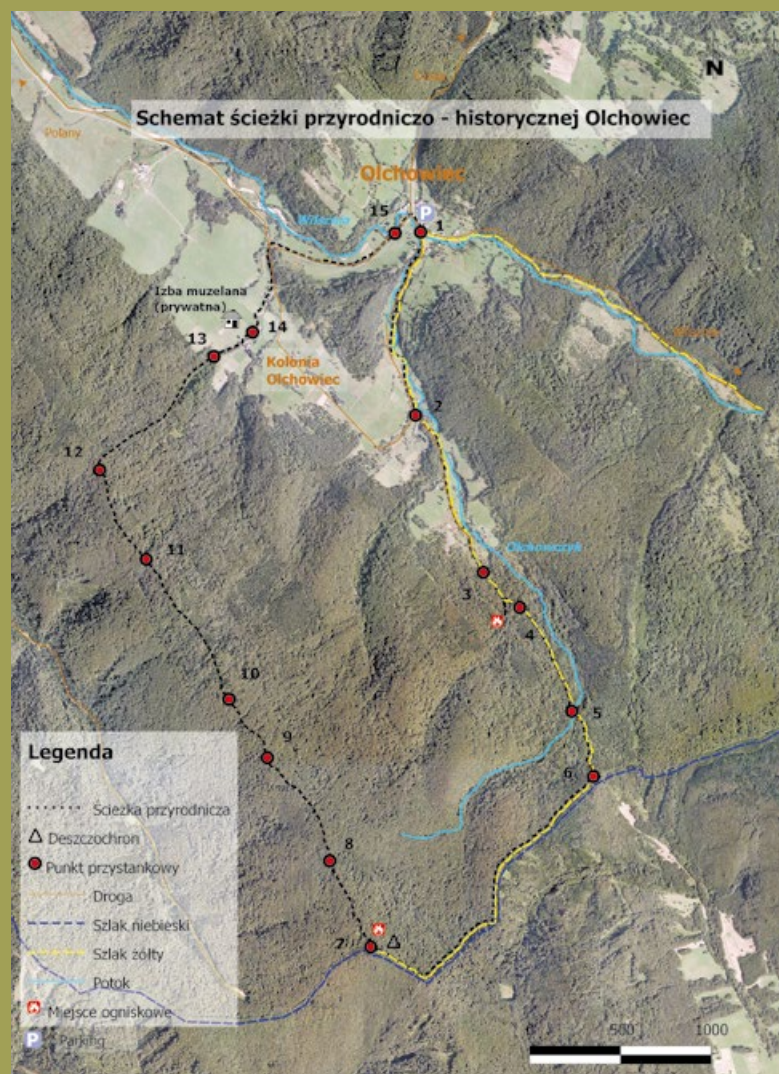 N
Schemat ścieżki przyrodniczo - historycznej Olchowiec
Polany
Olchowiec
P
15
1
Izba muzelana
(prywatna)
14
13
Kolonia
Olchowiec
2
12
Olchowczyk
11
3
4
10
5
9
6
8
7
Legenda
Ścieżka przyrodnicza
Deszczochron
Punkt przystankowy
Droga
Szlak niebieski
Szlak żółty
Potok
Miejsce ogniskowe
P Parking
0 500 1000